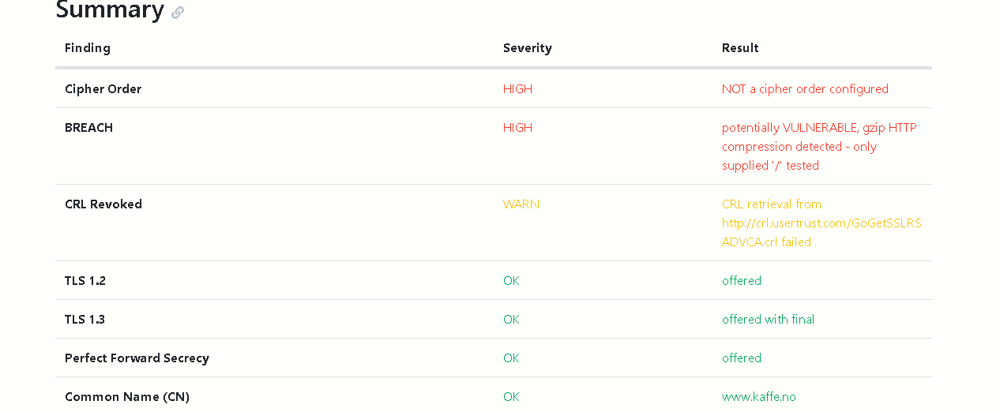 Summary
Finding Severity Result
Cipher Order HIGH NOT a cipher order configured
BREACH HIGH potentially VULNERABLE, gzip HTTP
compression detected - only
supplied '/' tested
CRL Revoked WARN CRL retrieval from
http://crl.usertrust.com/GoGetSSLRS
ADVCA.crl failed
TLS 1.2 OK offered
TLS 1.3 OK offered with final
Perfect Forward Secrecy OK offered
Common Name (CN) OK www.kaffe.no